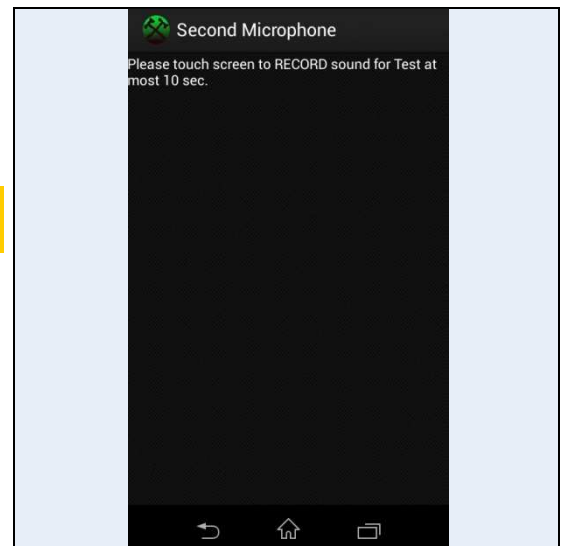 Second Microphone
Please touch screen to RECORD sound for Test at
most 10 sec.